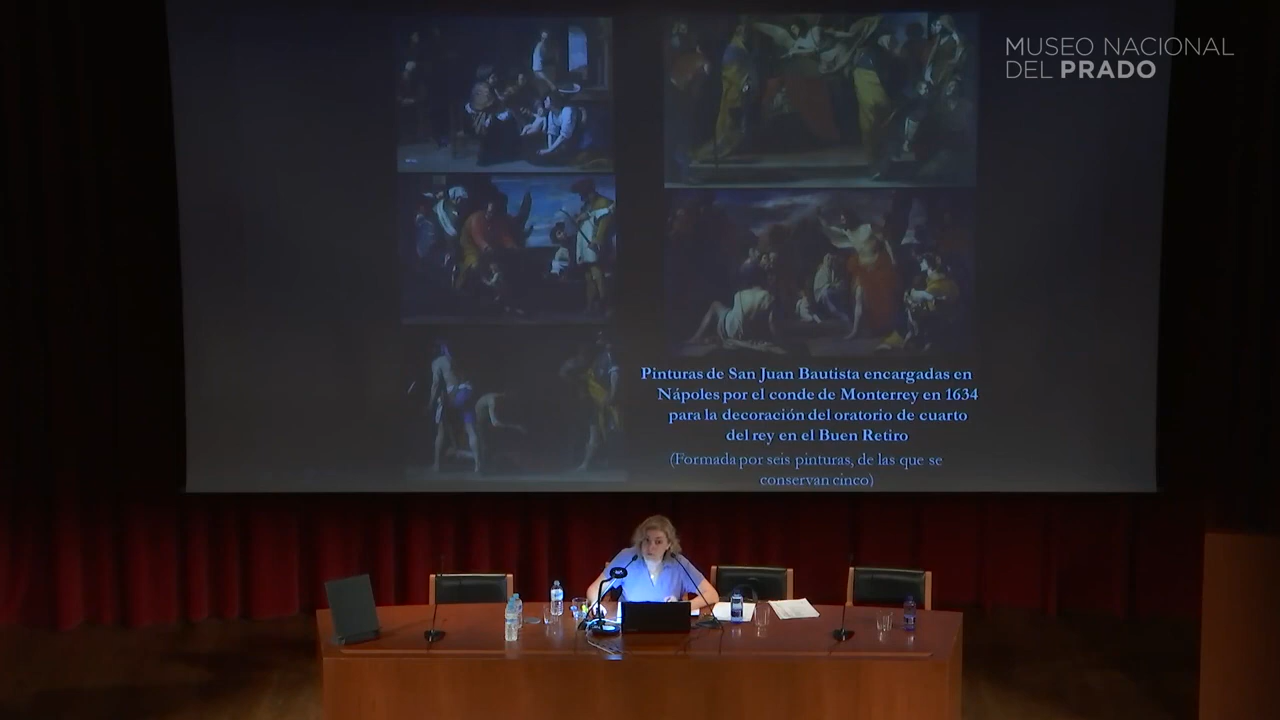 MUSEO NACIONAL
DEL PRADO
Pinturas de San Juan Bautista encargadas en
Nápoles por el conde de Monterrey en 1634
para la decoración del oratorio de cuarto
del rey en el Buen Retiro
(Formada por seis pinturas, de las que se
conservan cinco)